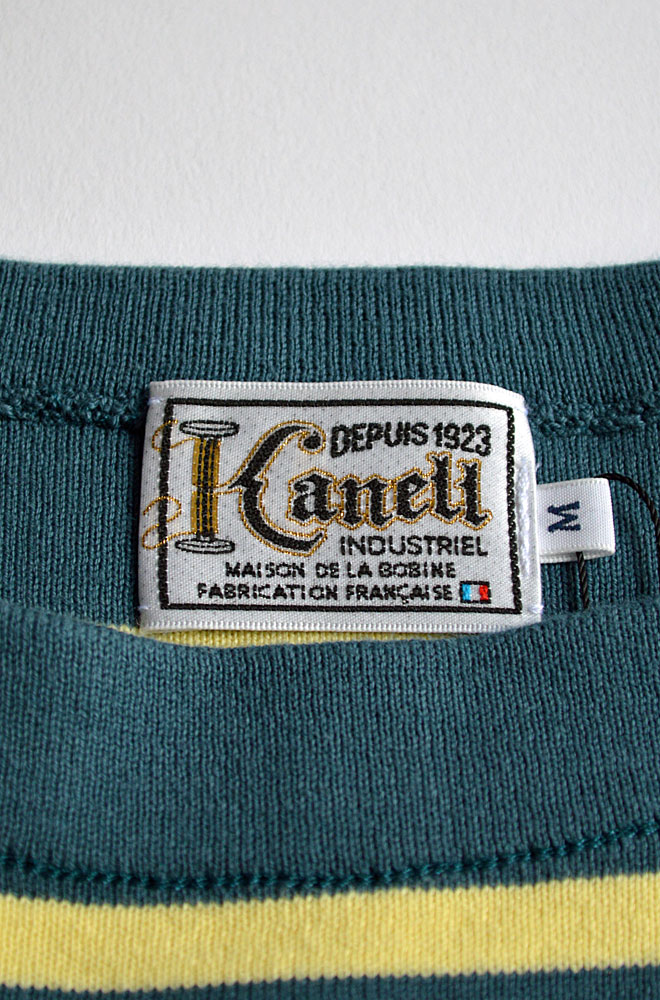 DEPUIS 1923
Kanell
INDUSTRIEL
MAISON DE LA BOBINE
FABRICATION FRANÇAISE
M